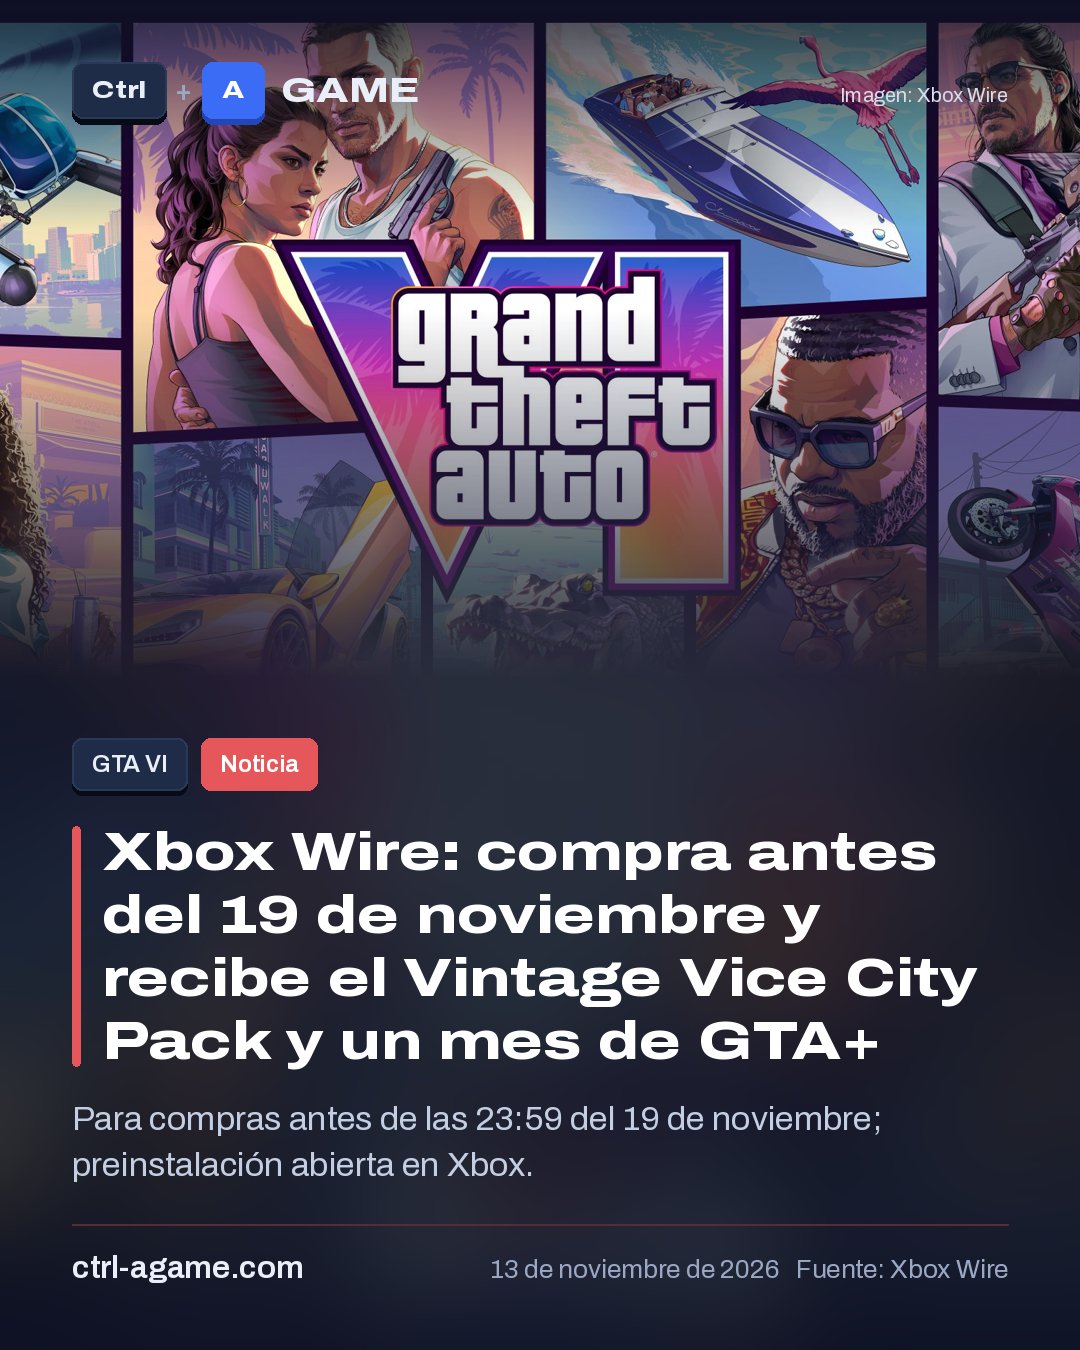 Ctrl + A GAME
Imagen: Xbox Wire
grand
theft
auto
VI
GTA VI
Noticia
Xbox Wire: compra antes
del 19 de noviembre y
recibe el Vintage Vice City
Pack y un mes de GTA+
Para compras antes de las 23:59 del 19 de noviembre;
preinstalación abierta en Xbox.
ctrl-agame.com
13 de noviembre de 2026 Fuente: Xbox Wire